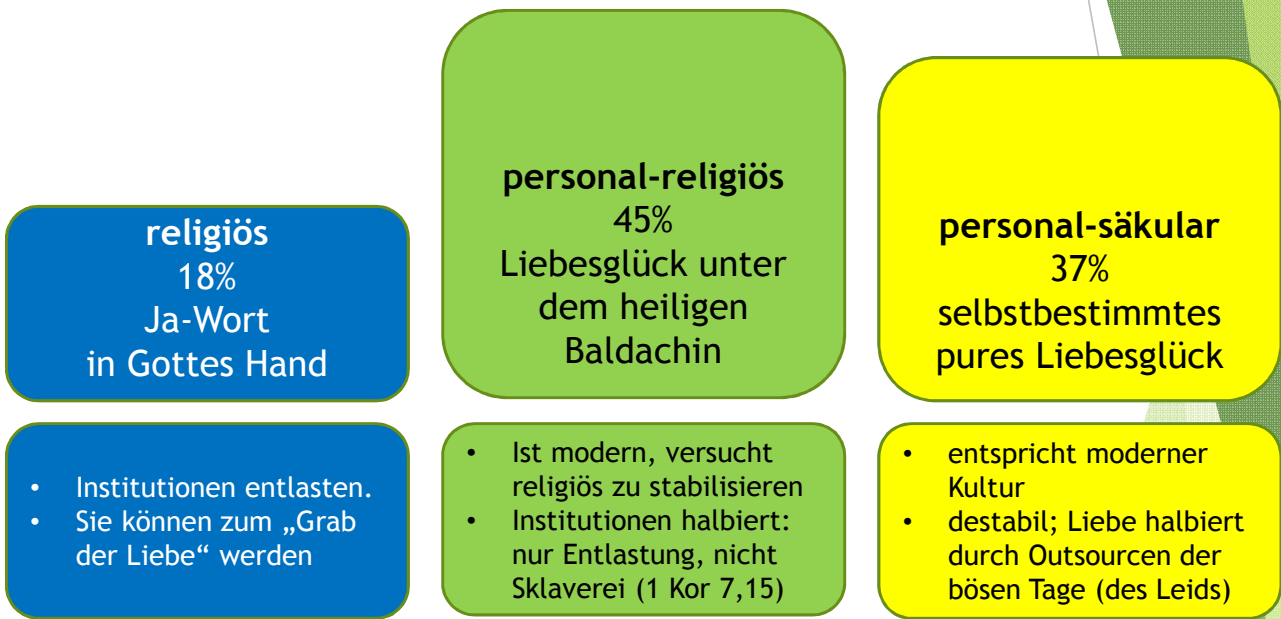 religiös
18%
Ja-Wort
in Gottes Hand
• Institutionen entlasten.
• Sie können zum „Grab
der Liebe“ werden
personal-religiös
45%
Liebesglück unter
dem heiligen
Baldachin
• Ist modern, versucht
religiös zu stabilisieren
• Institutionen halbiert:
nur Entlastung, nicht
Sklaverei (1 Kor 7,15)
personal-säkular
37%
selbstbestimmtes
pures Liebesglück
• entspricht moderner
Kultur
• destabil; Liebe halbiert
durch Outsourcen der
bösen Tage (des Leids)